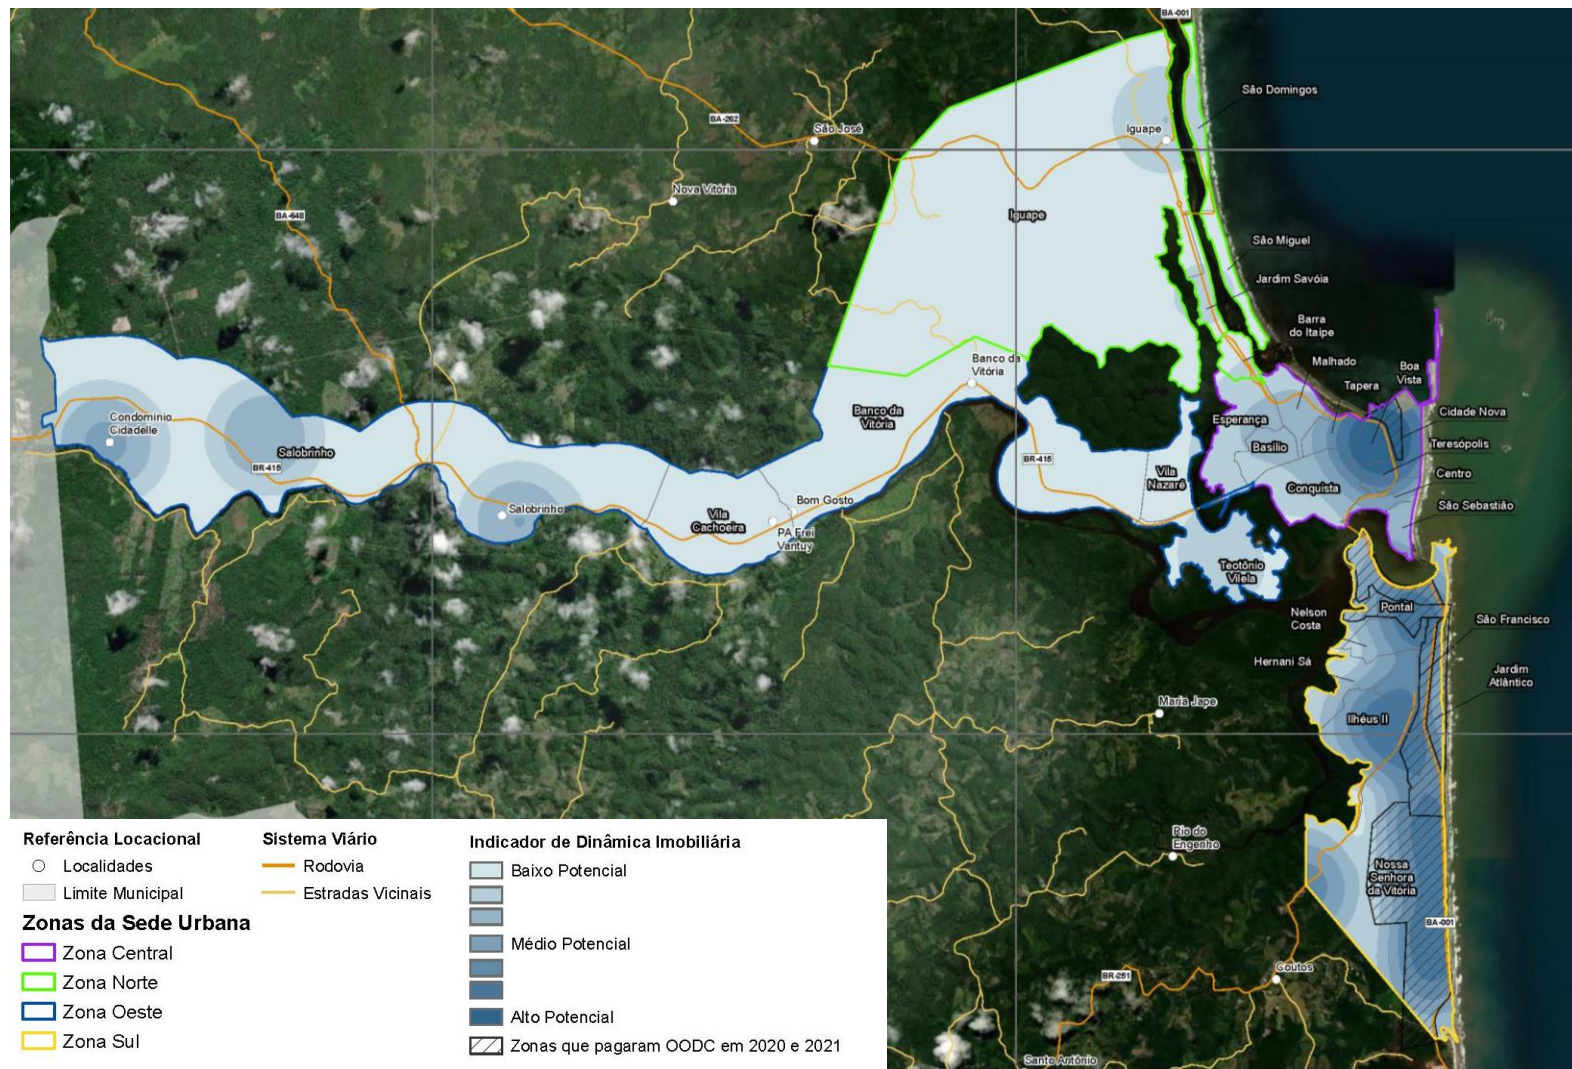 BA-001
São Domingos
BA-262
São José
Iguape
Nova Vitória
BA-648
Iguape
São Miguel
Jardim Savóia
Barra
do Itaipe
Malhado
Boa
Vista
Tapera
Banco da
Vitória
Condominio
Cidadelle
Banco da
Vitória
Esperança
Cidade Nova
Basílio
Teresópolis
Salobrinho
BR-415
BR-415
Vila
Nazaré
Centro
Conquista
São Sebastião
Salobrinho
Bom Gosto
Vila
Cachoeira
PA Frei
Vantuy
Teotônio
Vilela
Nelson
Costa
Pontal
São Francisco
Hernani Sá
Jardim
Atlântico
Maria Jape
Ilhéus II
Rio do
Engenho
Nossa
Senhora
da Vitória
BA-001
BR-251
Coutos
Santo Antônio
Referência Locacional
Localidades
Limite Municipal
Zonas da Sede Urbana
Zona Central
Zona Norte
Zona Oeste
Zona Sul
Sistema Viário
Rodovia
Estradas Vicinais
Indicador de Dinâmica Imobiliária
Baixo Potencial
Médio Potencial
Alto Potencial
Zonas que pagaram OODC em 2020 e 2021